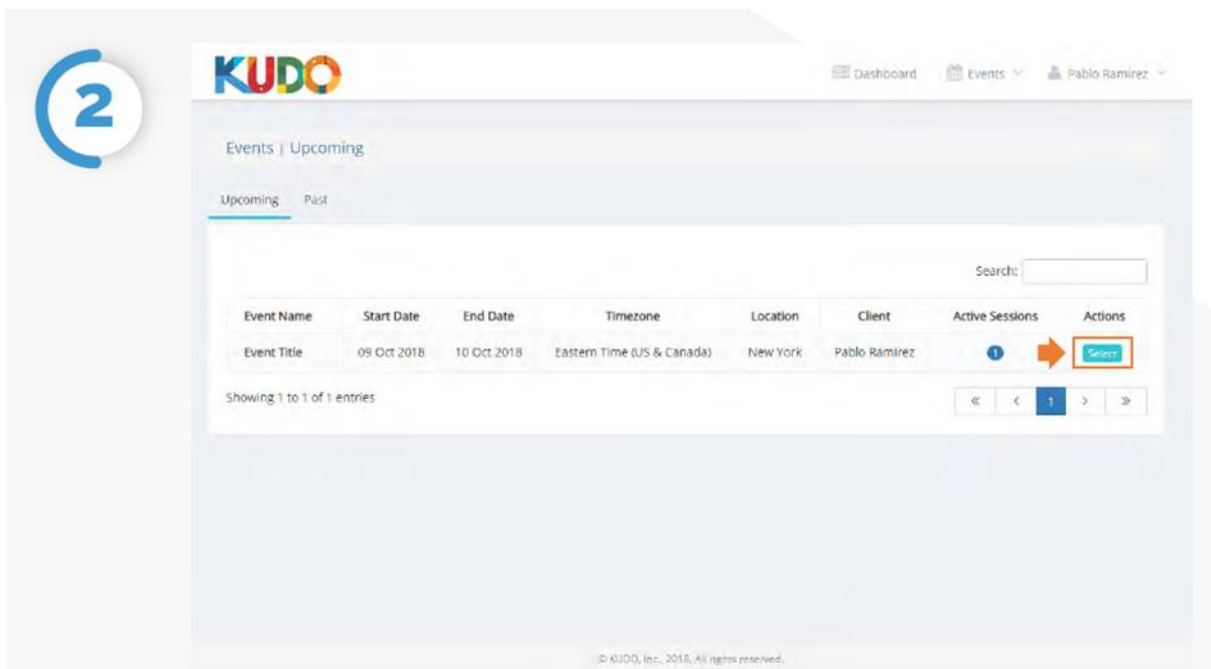 2
KUDO
Dashboard Events Pablo Ramirez
Events | Upcoming
Upcoming Past
Search:
Event Name Start Date End Date Timezone Location Client Active Sessions Actions
Event Title 09 Oct 2018 10 Oct 2018 Eastern Time (US & Canada) New York Pablo Ramirez 1 Select
Showing 1 to 1 of 1 entries
« < 1 > »
© KUDO, Inc., 2018, All rights reserved.